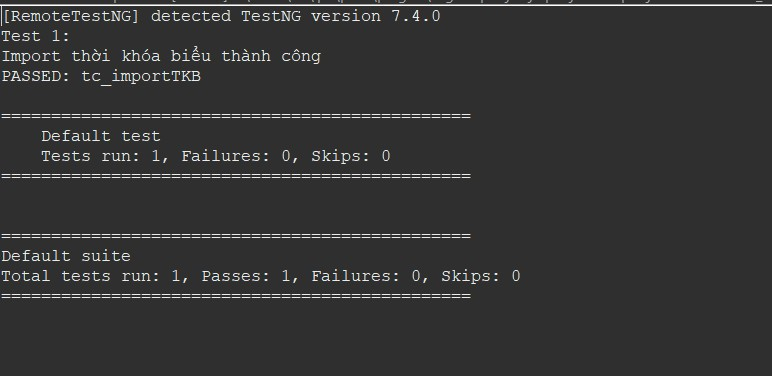 [RemoteTestNG] detected TestNG version 7.4.0
Test 1:
Import thời khóa biểu thành công
PASSED: tc_importTKB
===============================================
Default test
Tests run: 1, Failures: 0, Skips: 0
===============================================
===============================================
Default suite
Total tests run: 1, Passes: 1, Failures: 0, Skips: 0
===============================================